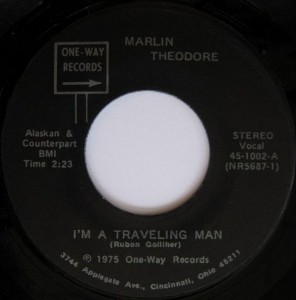 ONE-WAY
RECORDS
MARLIN
THEODORE
Alaskan &
Counterpart
BMI
Time 2:23
STEREO
Vocal
45-1002-A
(NR5687-1)
I'M A TRAVELING MAN
(Rubon Golliher)
℗ 1975 One-Way Records
3744 Applegate Ave., Cincinnati, Ohio 45211